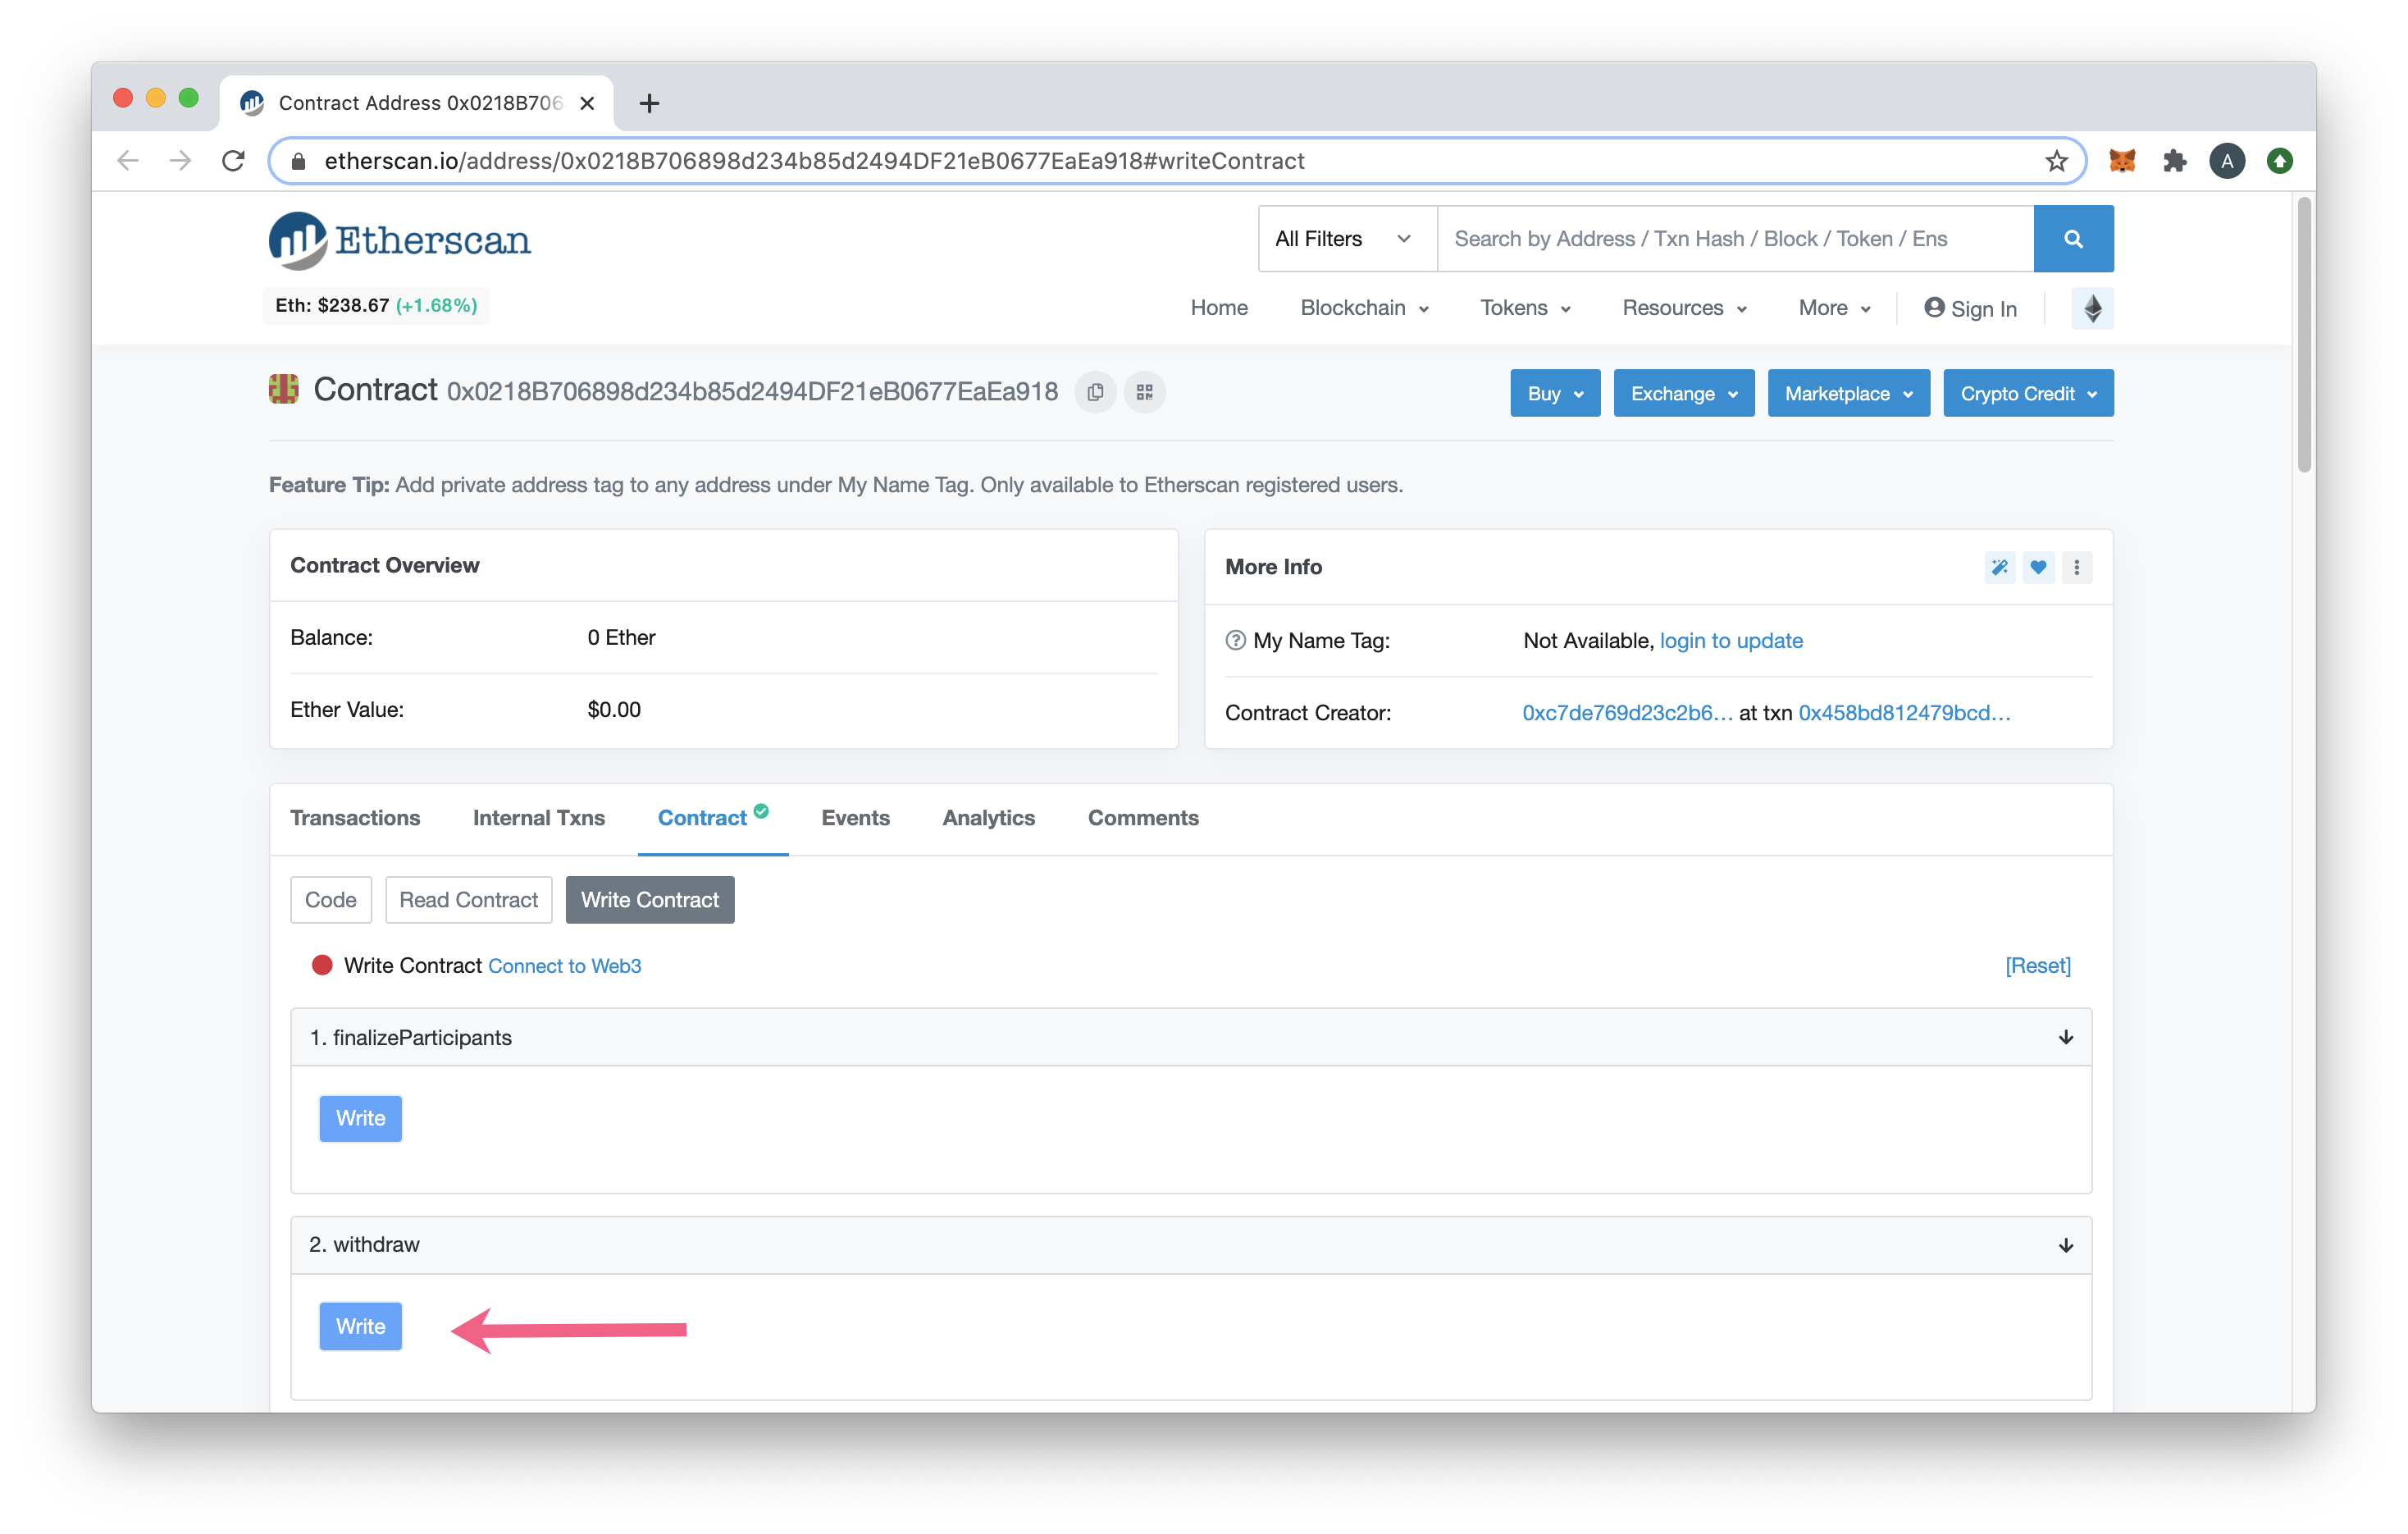 Contract Address 0x0218B706
etherscan.io/address/0x0218B706898d234b85d2494DF21eB0677EaEa918#writeContract
A
Etherscan
All Filters
Search by Address / Txn Hash / Block / Token / Ens
Eth: $238.67 (+1.68%)
Home Blockchain Tokens Resources More Sign In
Contract 0x0218B706898d234b85d2494DF21eB0677EaEa918
Buy Exchange Marketplace Crypto Credit
Feature Tip: Add private address tag to any address under My Name Tag. Only available to Etherscan registered users.
Contract Overview
Balance: 0 Ether
Ether Value: $0.00
More Info
My Name Tag: Not Available, login to update
Contract Creator: 0xc7de769d23c2b6... at txn 0x458bd812479bcd...
Transactions Internal Txns Contract Events Analytics Comments
Code Read Contract Write Contract
Write Contract Connect to Web3 [Reset]
1. finalizeParticipants
Write
2. withdraw
Write